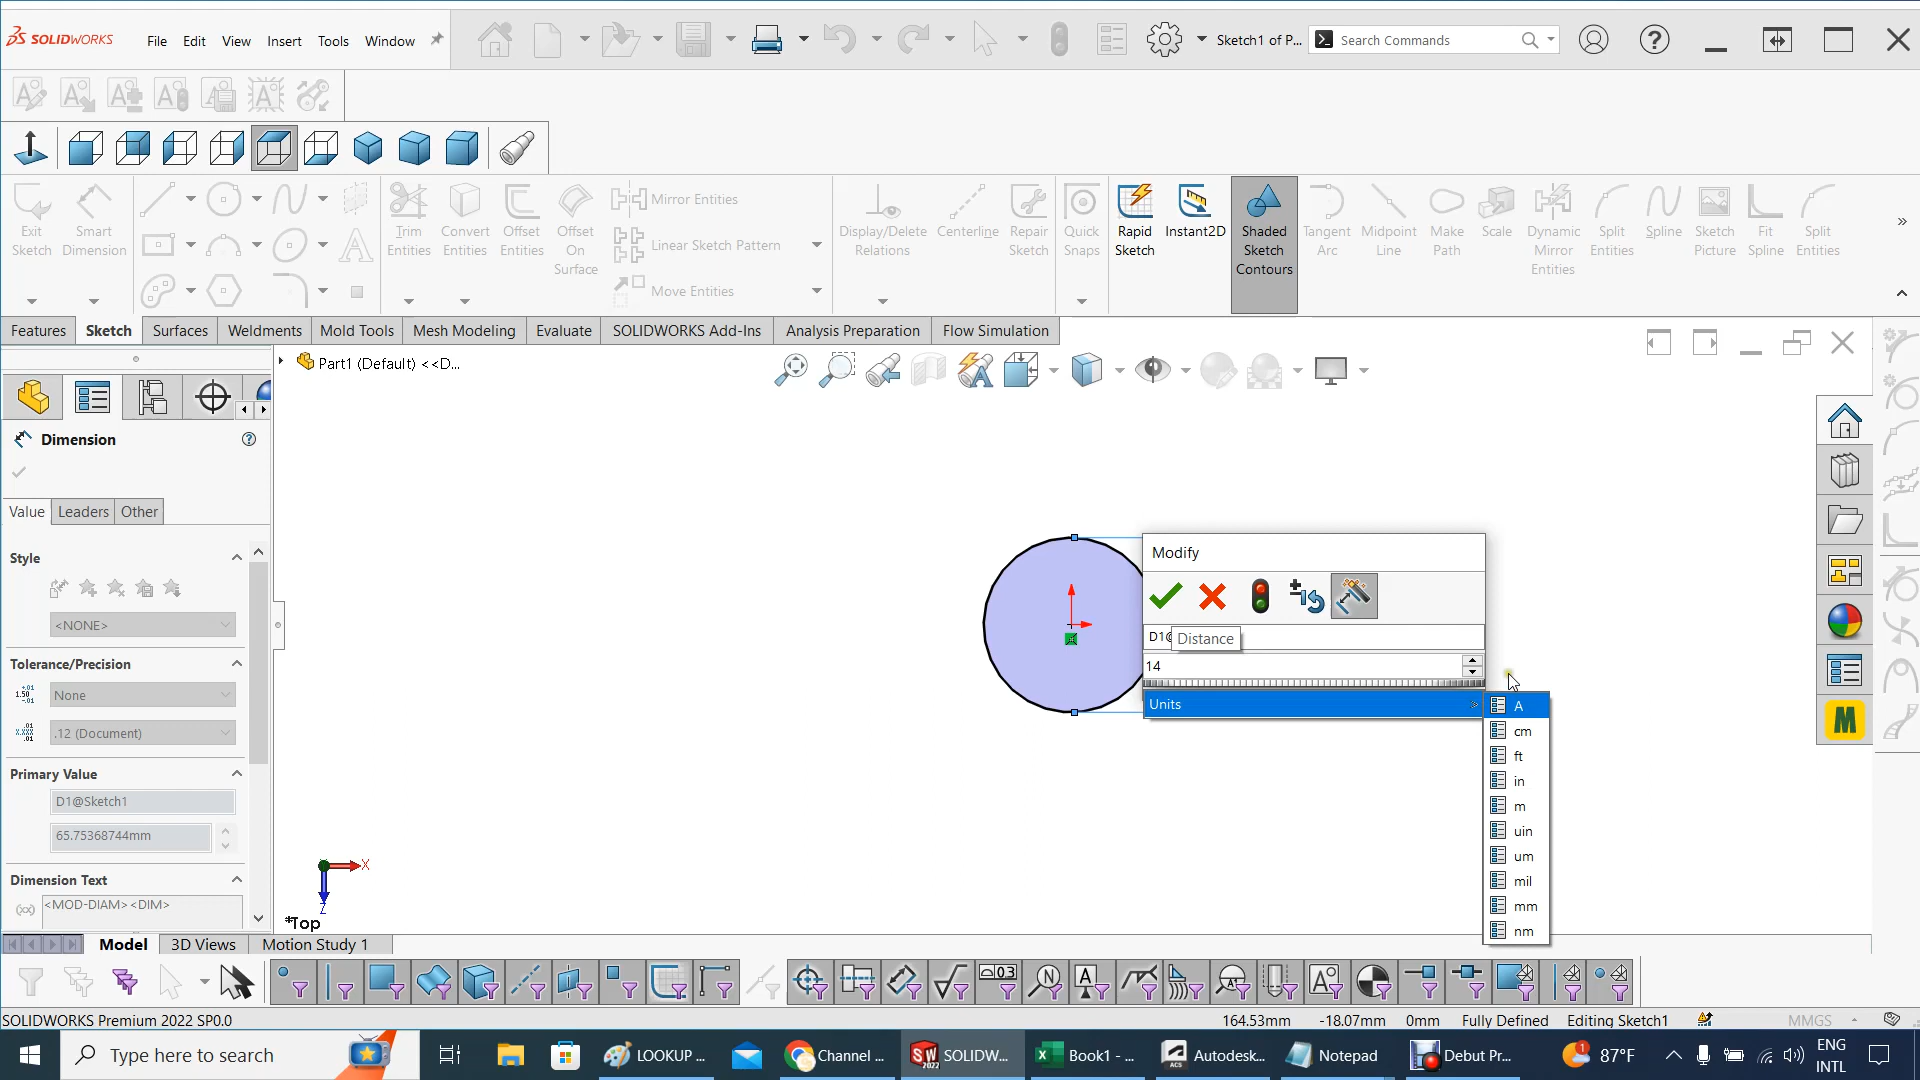 SOLIDWORKS File Edit View Insert Tools Window Sketch1 of P... Search Commands
Exit Sketch
Smart Dimension
Trim Entities
Convert Entities
Offset Entities
Offset On Surface
Mirror Entities
Linear Sketch Pattern
Move Entities
Display/Delete Relations
Centerline
Repair Sketch
Quick Snaps
Rapid Sketch
Instant2D
Shaded Sketch Contours
Tangent Arc
Midpoint Line
Make Path
Scale
Dynamic Mirror Entities
Split Entities
Spline
Sketch Picture
Fit Spline
Split Entities
Features Sketch Surfaces Weldments Mold Tools Mesh Modeling Evaluate SOLIDWORKS Add-Ins Analysis Preparation Flow Simulation
Part1 (Default) <<D...
Dimension
Value Leaders Other
Style
<NONE>
Tolerance/Precision
None
.12 (Document)
Primary Value
D1@Sketch1
65.75368744mm
Dimension Text
<MOD-DIAM><DIM>
Modify
D1@
Distance
14
Units
A
cm
ft
in
m
uin
um
mil
mm
nm
X
Z
*Top
Model 3D Views Motion Study 1
SOLIDWORKS Premium 2022 SP0.0 164.53mm -18.07mm 0mm Fully Defined Editing Sketch1 MMGS
Type here to search LOOKUP ... Channel ... SOLIDW... Book1 - ... Autodesk... Notepad Debut Pr... 87°F ENG
INTL